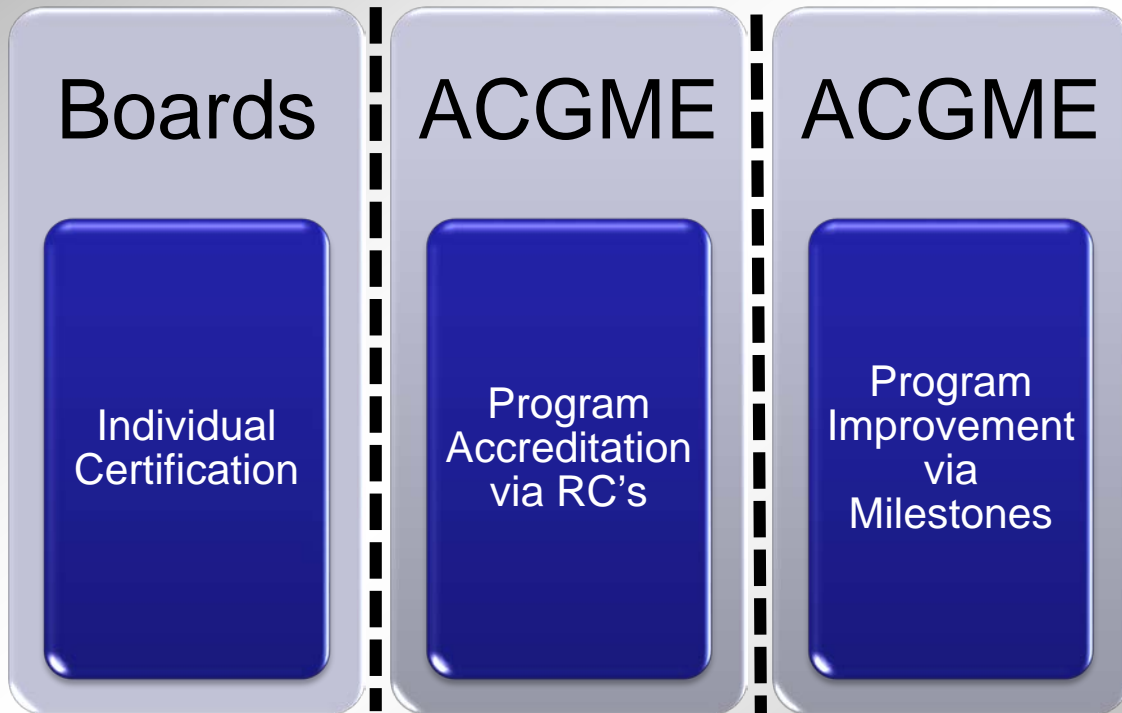 Boards
Individual
Certification
ACGME
Program
Accreditation
via RC's
ACGME
Program
Improvement
via
Milestones